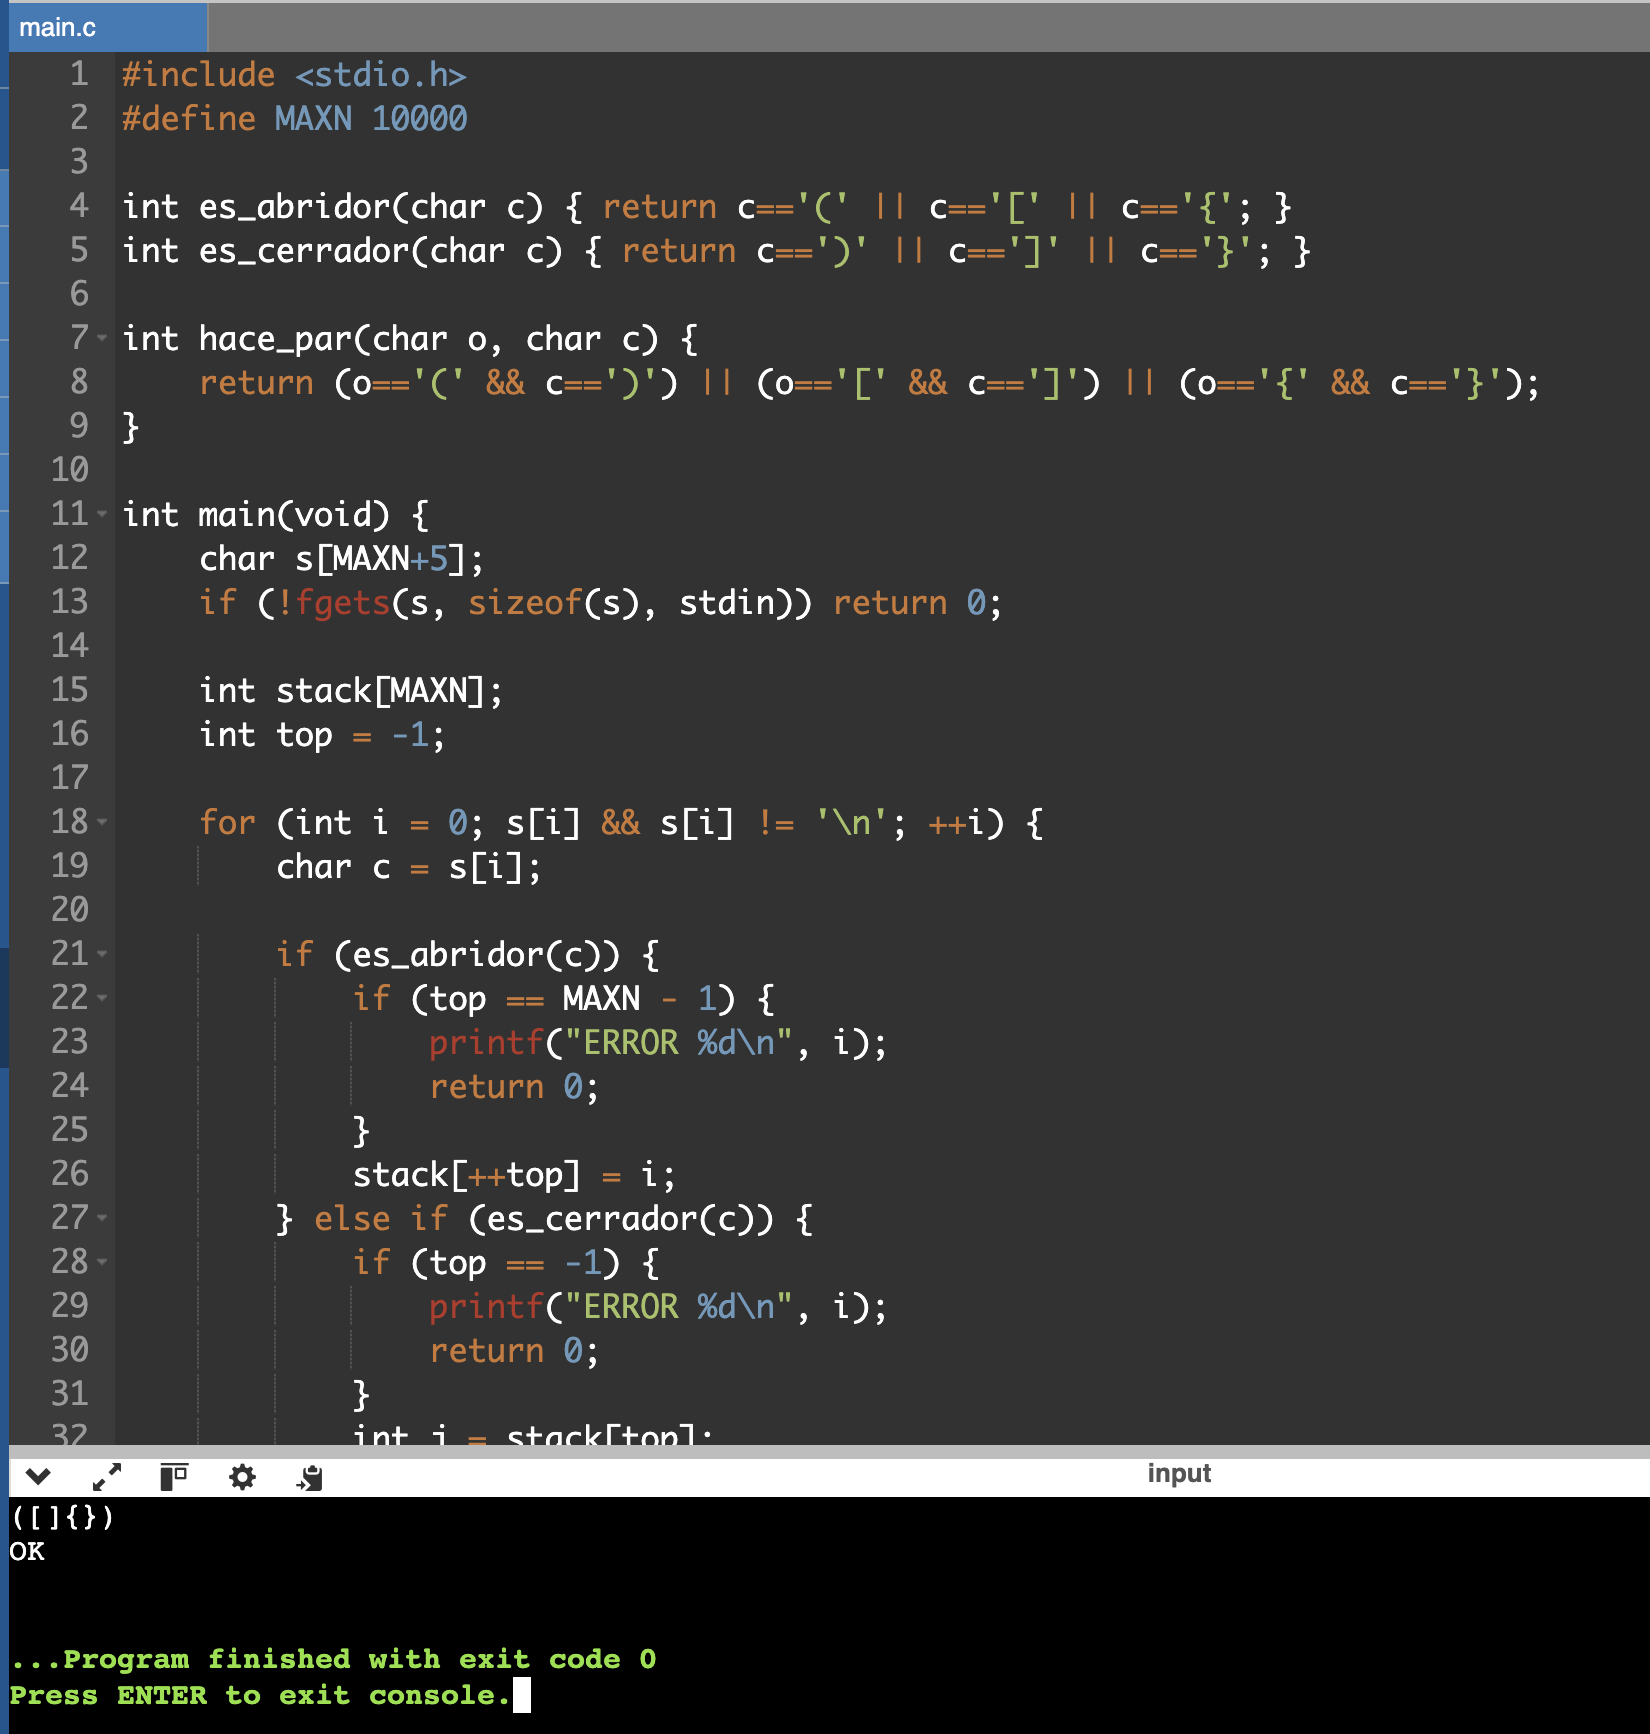 main.c
1 #include <stdio.h>
2 #define MAXN 10000
3
4 int es_abridor(char c) { return c=='(' || c=='[' || c=='{'; }
5 int es_cerrador(char c) { return c==')' || c==']' || c=='}'; }
6
7 int hace_par(char o, char c) {
8     return (o=='(' && c==')') || (o=='[' && c==']') || (o=='{' && c=='}');
9 }
10
11 int main(void) {
12     char s[MAXN+5];
13     if (!fgets(s, sizeof(s), stdin)) return 0;
14
15     int stack[MAXN];
16     int top = -1;
17
18     for (int i = 0; s[i] && s[i] != '\n'; ++i) {
19         char c = s[i];
20
21         if (es_abridor(c)) {
22             if (top == MAXN - 1) {
23                 printf("ERROR %d\n", i);
24                 return 0;
25             }
26             stack[++top] = i;
27         } else if (es_cerrador(c)) {
28             if (top == -1) {
29                 printf("ERROR %d\n", i);
30                 return 0;
31             }
32             int j = stack[top];
input
([]{})
OK
...Program finished with exit code 0
Press ENTER to exit console.